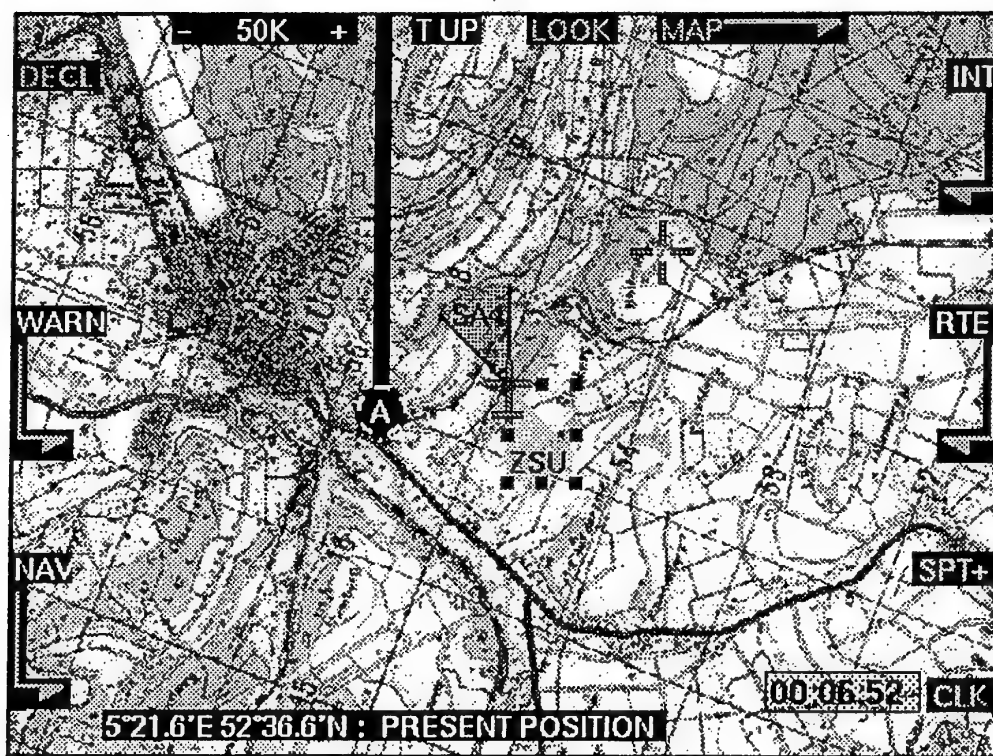 - 50K + T UP LOOK MAP
DECL INT
WARN RTE
A
ZSU
NAV SPT+
00:06:52 CLK
5°21.6'E 52°36.6'N : PRESENT POSITION